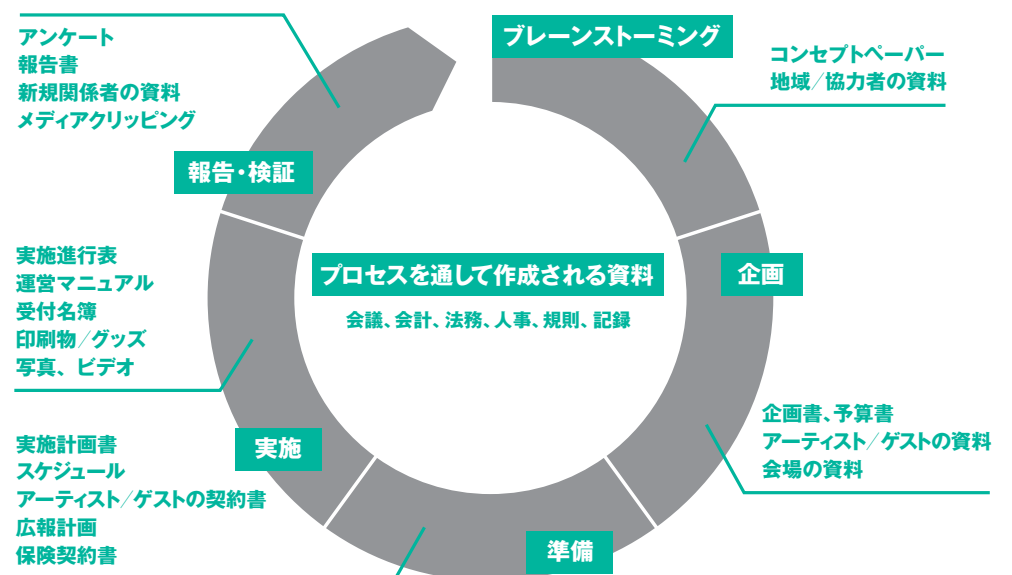 ブレーンストーミング
コンセプトペーパー
地域/協力者の資料
企画
企画書、予算書
アーティスト/ゲストの資料
会場の資料
準備
実施計画書
スケジュール
アーティスト/ゲストの契約書
広報計画
保険契約書
実施
実施進行表
運営マニュアル
受付名簿
印刷物/グッズ
写真、ビデオ
報告・検証
アンケート
報告書
新規関係者の資料
メディアクリッピング
プロセスを通して作成される資料
会議、会計、法務、人事、規則、記録